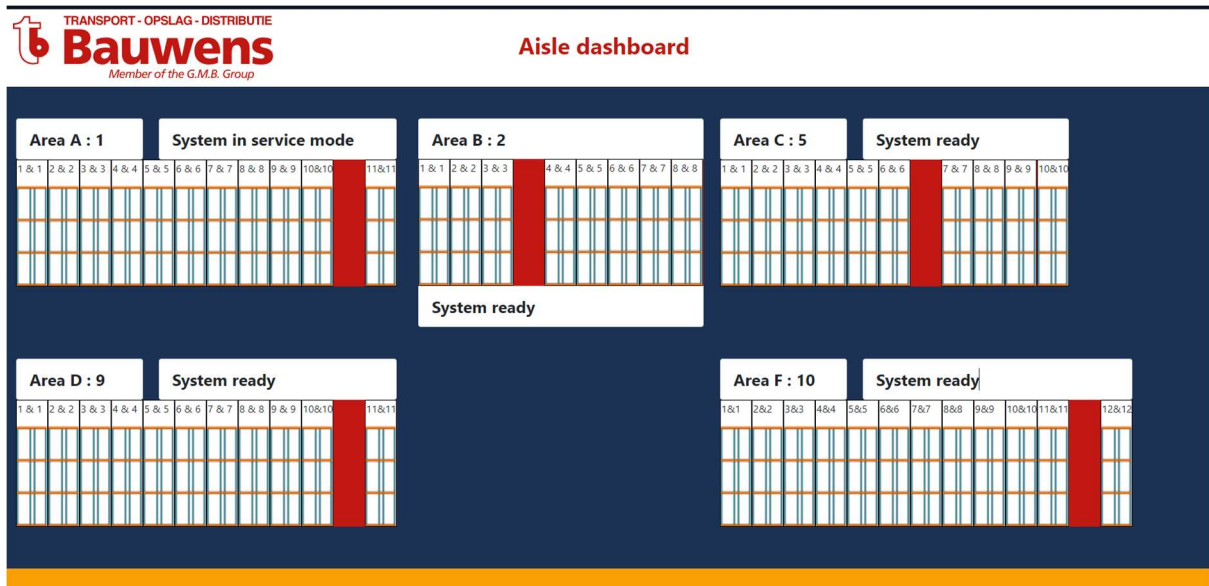 TRANSPORT - OPSLAG - DISTRIBUTIE
Bauwens
Member of the G.M.B. Group
Aisle dashboard
Area A : 1
System in service mode
1 & 1 2 & 2 3 & 3 4 & 4 5 & 5 6 & 6 7 & 7 8 & 8 9 & 9 10&10 11&11
Area B : 2
1 & 1 2 & 2 3 & 3 4 & 4 5 & 5 6 & 6 7 & 7 8 & 8
System ready
Area C : 5
System ready
1 & 1 2 & 2 3 & 3 4 & 4 5 & 5 6 & 6 7 & 7 8 & 8 9 & 9 10&10
Area D : 9
System ready
1 & 1 2 & 2 3 & 3 4 & 4 5 & 5 6 & 6 7 & 7 8 & 8 9 & 9 10&10 11&11
Area F : 10
System ready
1&1 2&2 3&3 4&4 5&5 6&6 7&7 8&8 9&9 10&10 11&11 12&12